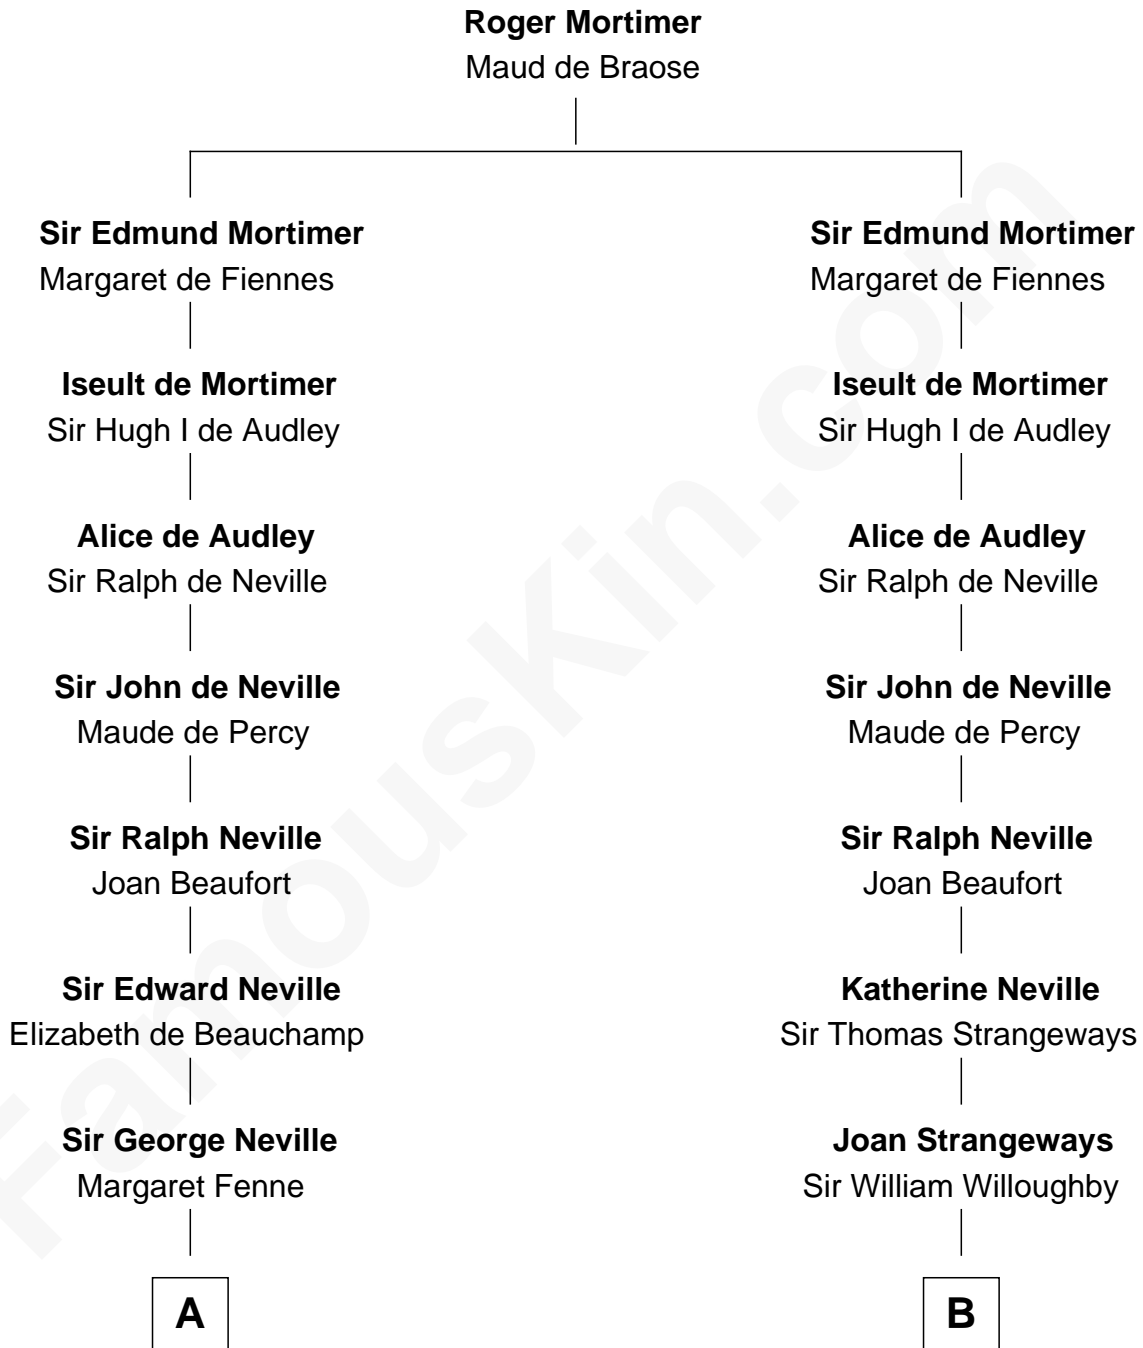 Roger Mortimer
Maud de Braose
Sir Edmund Mortimer
Margaret de Fiennes
Iseult de Mortimer
Sir Hugh I de Audley
Alice de Audley
Sir Ralph de Neville
Sir John de Neville
Maude de Percy
Sir Ralph Neville
Joan Beaufort
Sir Edward Neville
Elizabeth de Beauchamp
Sir George Neville
Margaret Fenne
A
Sir Edmund Mortimer
Margaret de Fiennes
Iseult de Mortimer
Sir Hugh I de Audley
Alice de Audley
Sir Ralph de Neville
Sir John de Neville
Maude de Percy
Sir Ralph Neville
Joan Beaufort
Katherine Neville
Sir Thomas Strangeways
Joan Strangeways
Sir William Willoughby
B
FamousKin.com